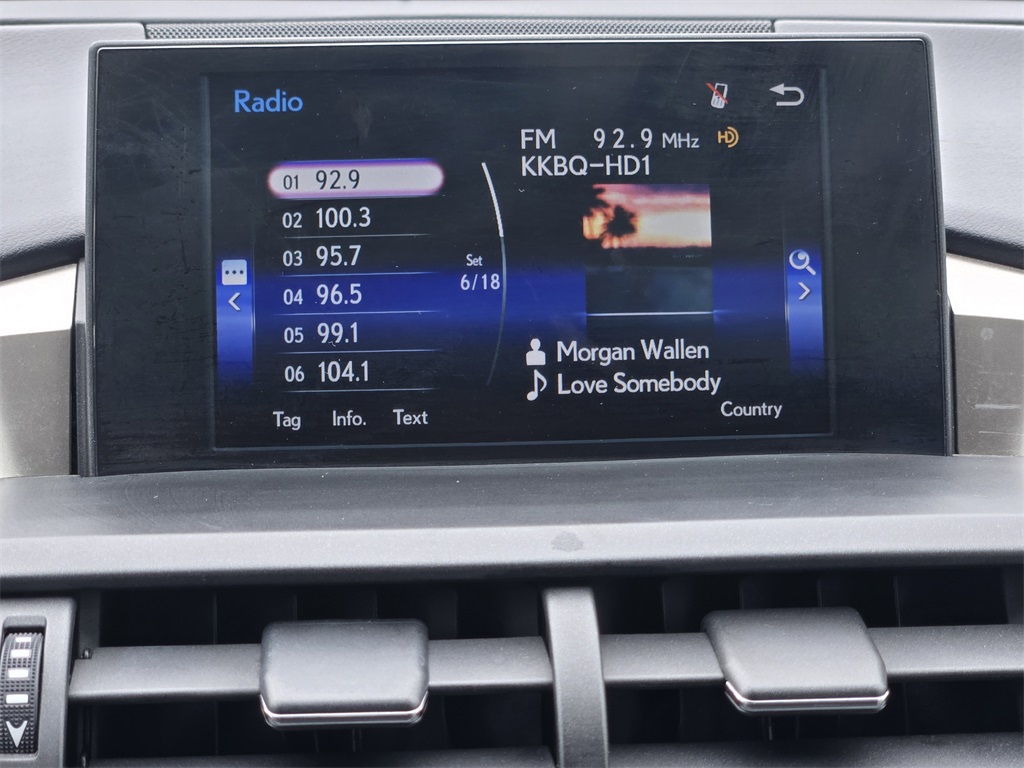 Radio
FM 92.9 MHz HD
KKBQ-HD1
01 92.9
02 100.3
03 95.7
Set
6/18
04 96.5
05 99.1
06 104.1
Morgan Wallen
Love Somebody
Country
Tag Info. Text